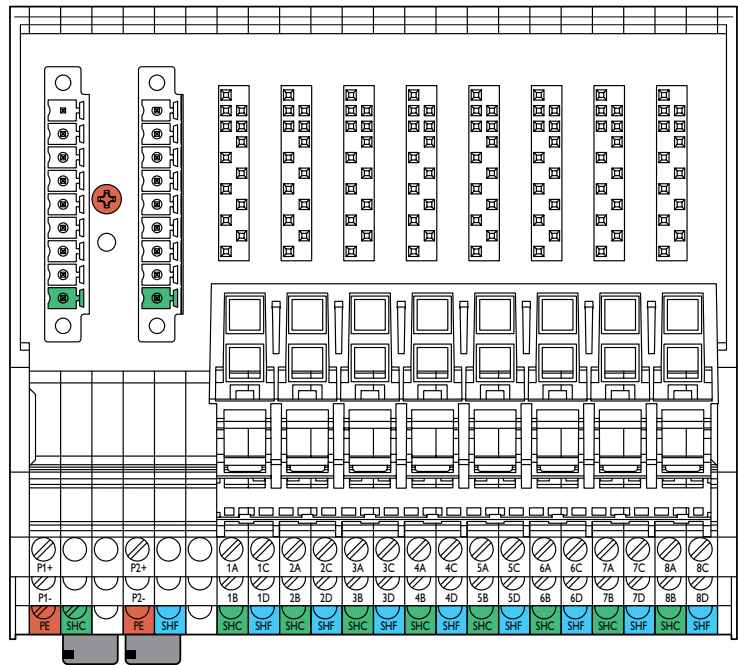 P1+ P2+ 1A 1C 2A 2C 3A 3C 4A 4C 5A 5C 6A 6C 7A 7C 8A 8C
P1- P2- 1B 1D 2B 2D 3B 3D 4B 4D 5B 5D 6B 6D 7B 7D 8B 8D
PE SHC PE SHF SHC SHF SHC SHF SHC SHF SHC SHF SHC SHF SHC SHF SHC SHF SHC SHF